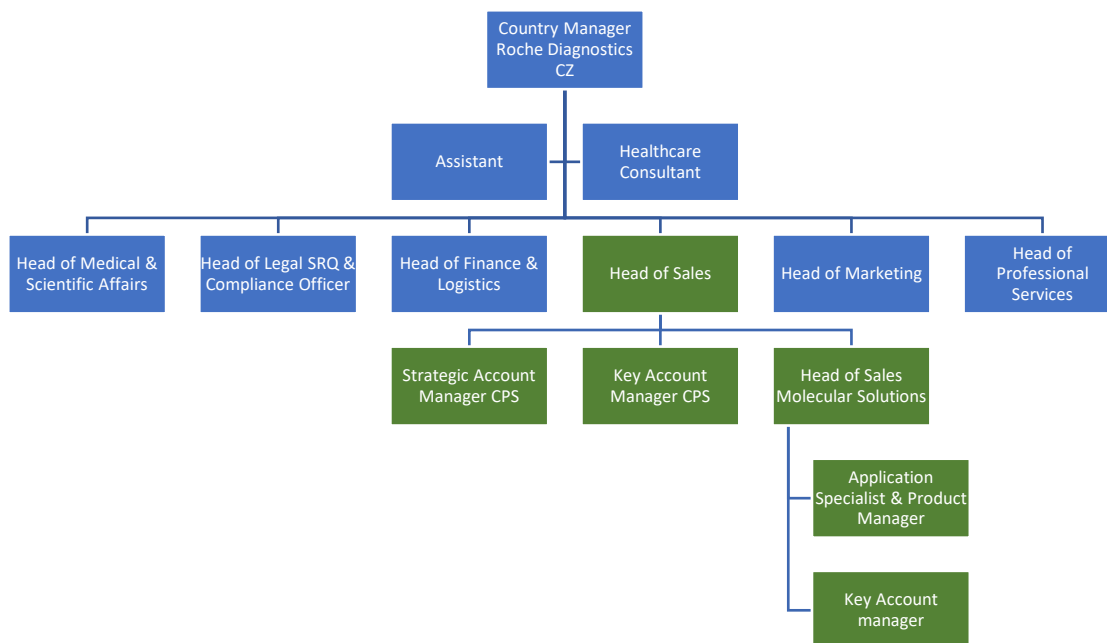 Country Manager
Roche Diagnostics
CZ
Assistant
Healthcare
Consultant
Head of Medical &
Scientific Affairs
Head of Legal SRQ &
Compliance Officer
Head of Finance &
Logistics
Head of Sales
Head of Marketing
Head of
Professional
Services
Strategic Account
Manager CPS
Key Account
Manager CPS
Head of Sales
Molecular Solutions
Application
Specialist & Product
Manager
Key Account
manager